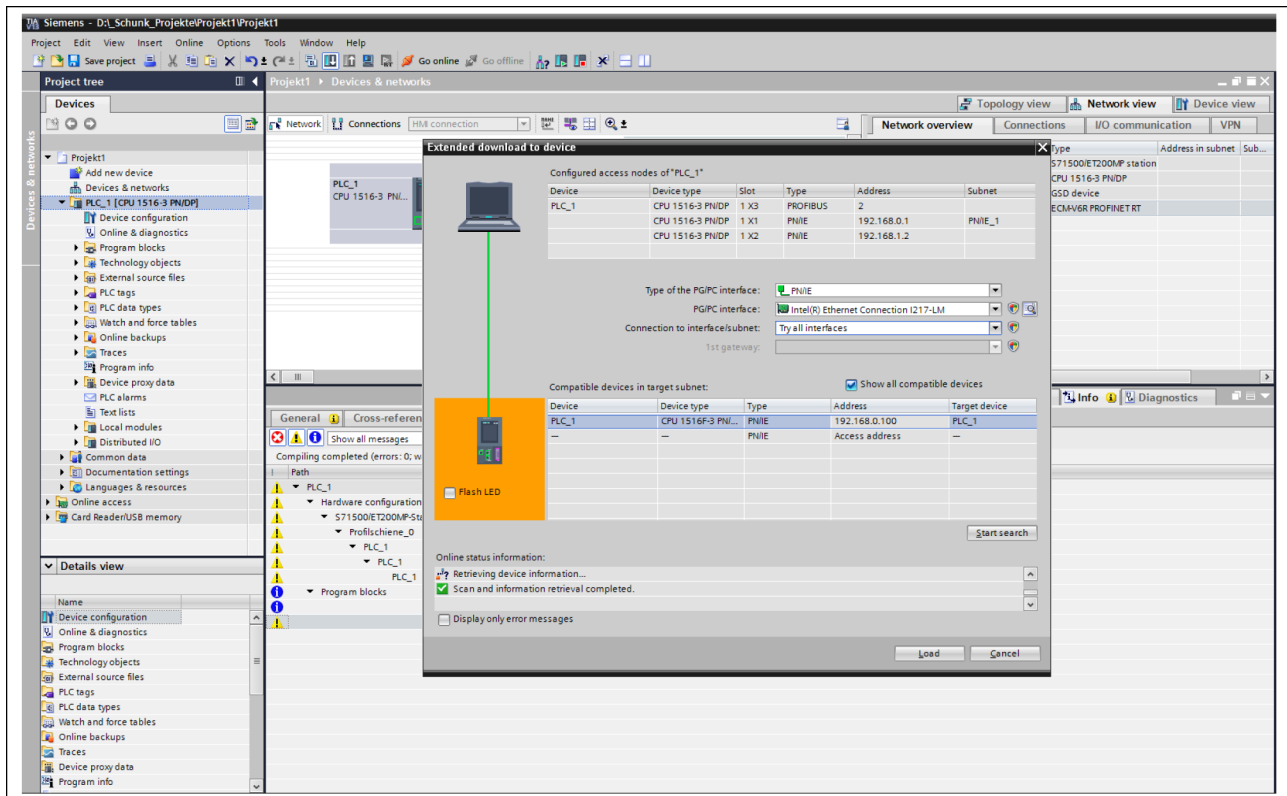 Siemens - D:\_Schunk_Projekte\Projekt1\Projekt1
Project Edit View Insert Online Options Tools Window Help
Save project Go online Go offline
Project tree
Projekt1 Devices & networks
Devices
Topology view Network view Device view
Network Connections HMI connection
Network overview Connections I/O communication VPN
Devices & networks
Projekt1
Add new device
Devices & networks
PLC_1 [CPU 1516-3 PN/DP]
Device configuration
Online & diagnostics
Program blocks
Technology objects
External source files
PLC tags
PLC data types
Watch and force tables
Online backups
Traces
Program info
Device proxy data
PLC alarms
Text lists
Local modules
Distributed I/O
Common data
Documentation settings
Languages & resources
Online access
Card Reader/USB memory
PLC_1
CPU 1516-3 PN/...
Type Address in subnet Sub...
S71500/ET200MP station
CPU 1516-3 PN/DP
GSD device
ECM-V6R PROFINET RT
Extended download to device
Configured access nodes of "PLC_1"
Device Device type Slot Type Address Subnet
PLC_1 CPU 1516-3 PN/DP 1 X3 PROFIBUS 2
CPU 1516-3 PN/DP 1 X1 PN/IE 192.168.0.1 PN/IE_1
CPU 1516-3 PN/DP 1 X2 PN/IE 192.168.1.2
Type of the PG/PC interface: PN/IE
PG/PC interface: Intel(R) Ethernet Connection I217-LM
Connection to interface/subnet: Try all interfaces
1st gateway:
Compatible devices in target subnet: Show all compatible devices
Device Device type Type Address Target device
PLC_1 CPU 1516F-3 PN/... PN/IE 192.168.0.100 PLC_1
— — PN/IE Access address —
Flash LED
Start search
Online status information:
Retrieving device information...
Scan and information retrieval completed.
Display only error messages
Load Cancel
Info Diagnostics
General Cross-referen
Show all messages
Compiling completed (errors: 0; w
! Path
PLC_1
Hardware configuration
S71500/ET200MP-Sta
Profilschiene_0
PLC_1
PLC_1
PLC_1
Program blocks
Details view
Name
Device configuration
Online & diagnostics
Program blocks
Technology objects
External source files
PLC tags
PLC data types
Watch and force tables
Online backups
Traces
Device proxy data
Program info